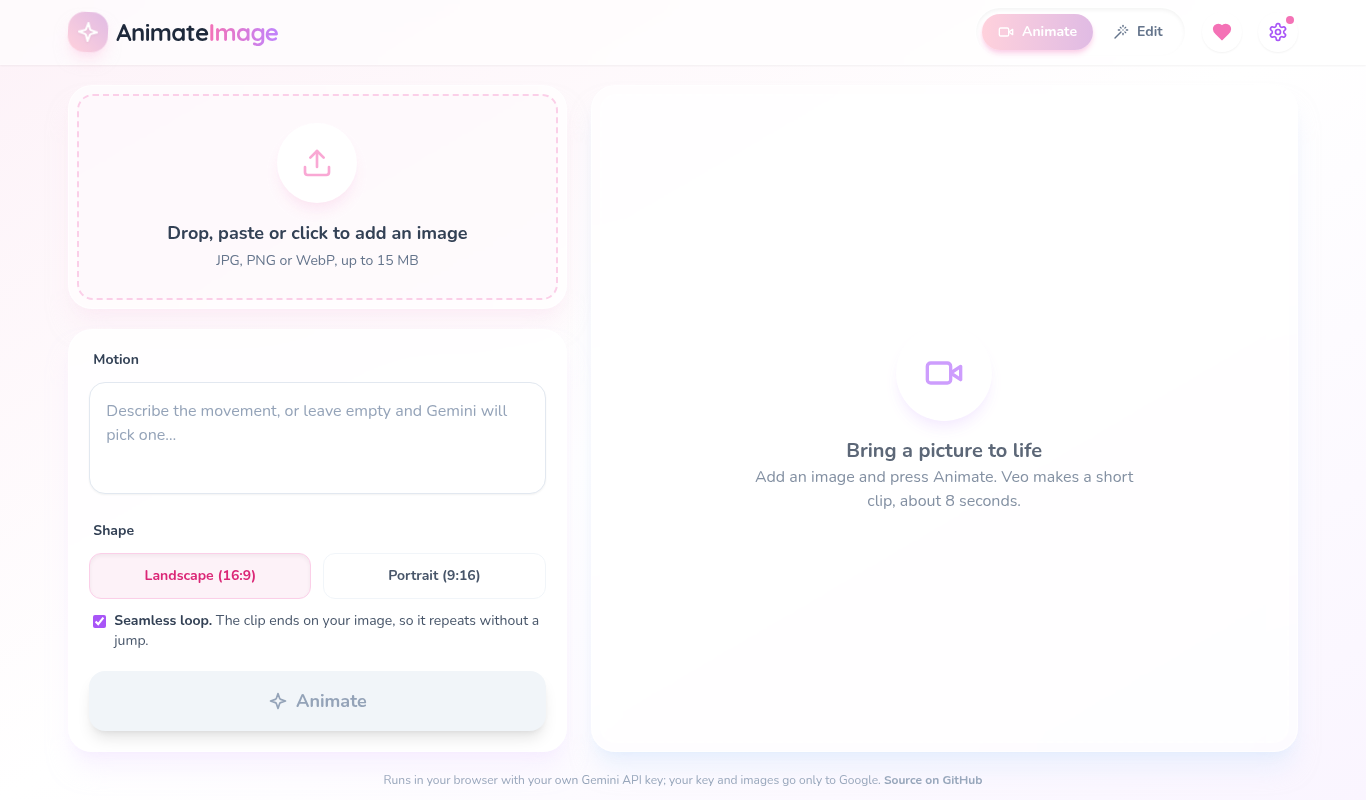 AnimateImage
Animate
Edit
Drop, paste or click to add an image
JPG, PNG or WebP, up to 15 MB
Motion
Describe the movement, or leave empty and Gemini will
pick one...
Shape
Landscape (16:9)
Portrait (9:16)
Seamless loop. The clip ends on your image, so it repeats without a
jump.
Animate
Bring a picture to life
Add an image and press Animate. Veo makes a short
clip, about 8 seconds.
Runs in your browser with your own Gemini API key; your key and images go only to Google. Source on GitHub